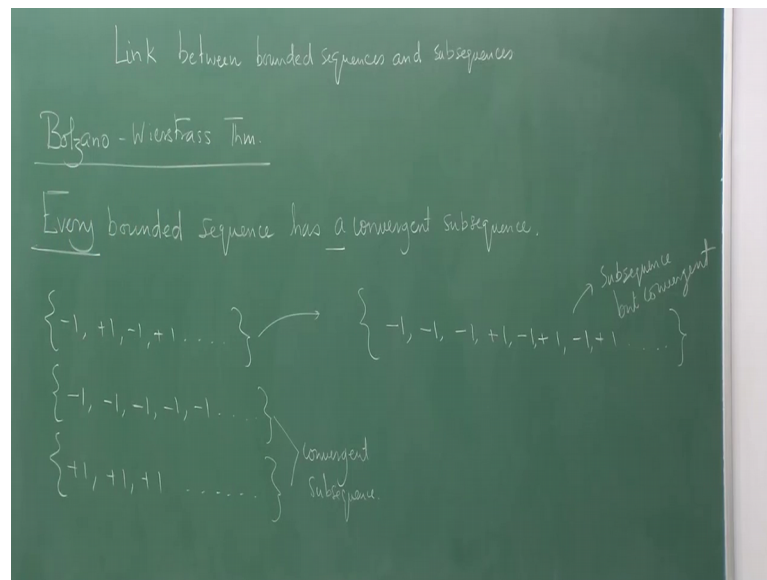 Link between bounded sequences and subsequences
Bolzano - Wierstrass Thm.
Every bounded sequence has a convergent subsequence.
{ -1, +1, -1, +1 ..... }
{ -1, -1, -1, +1, -1, +1, -1, +1 ..... }
Subsequence
but convergent
{ -1, -1, -1, -1, -1 .... }
{ +1, +1, +1 ...... }
Convergent
Subsequence.